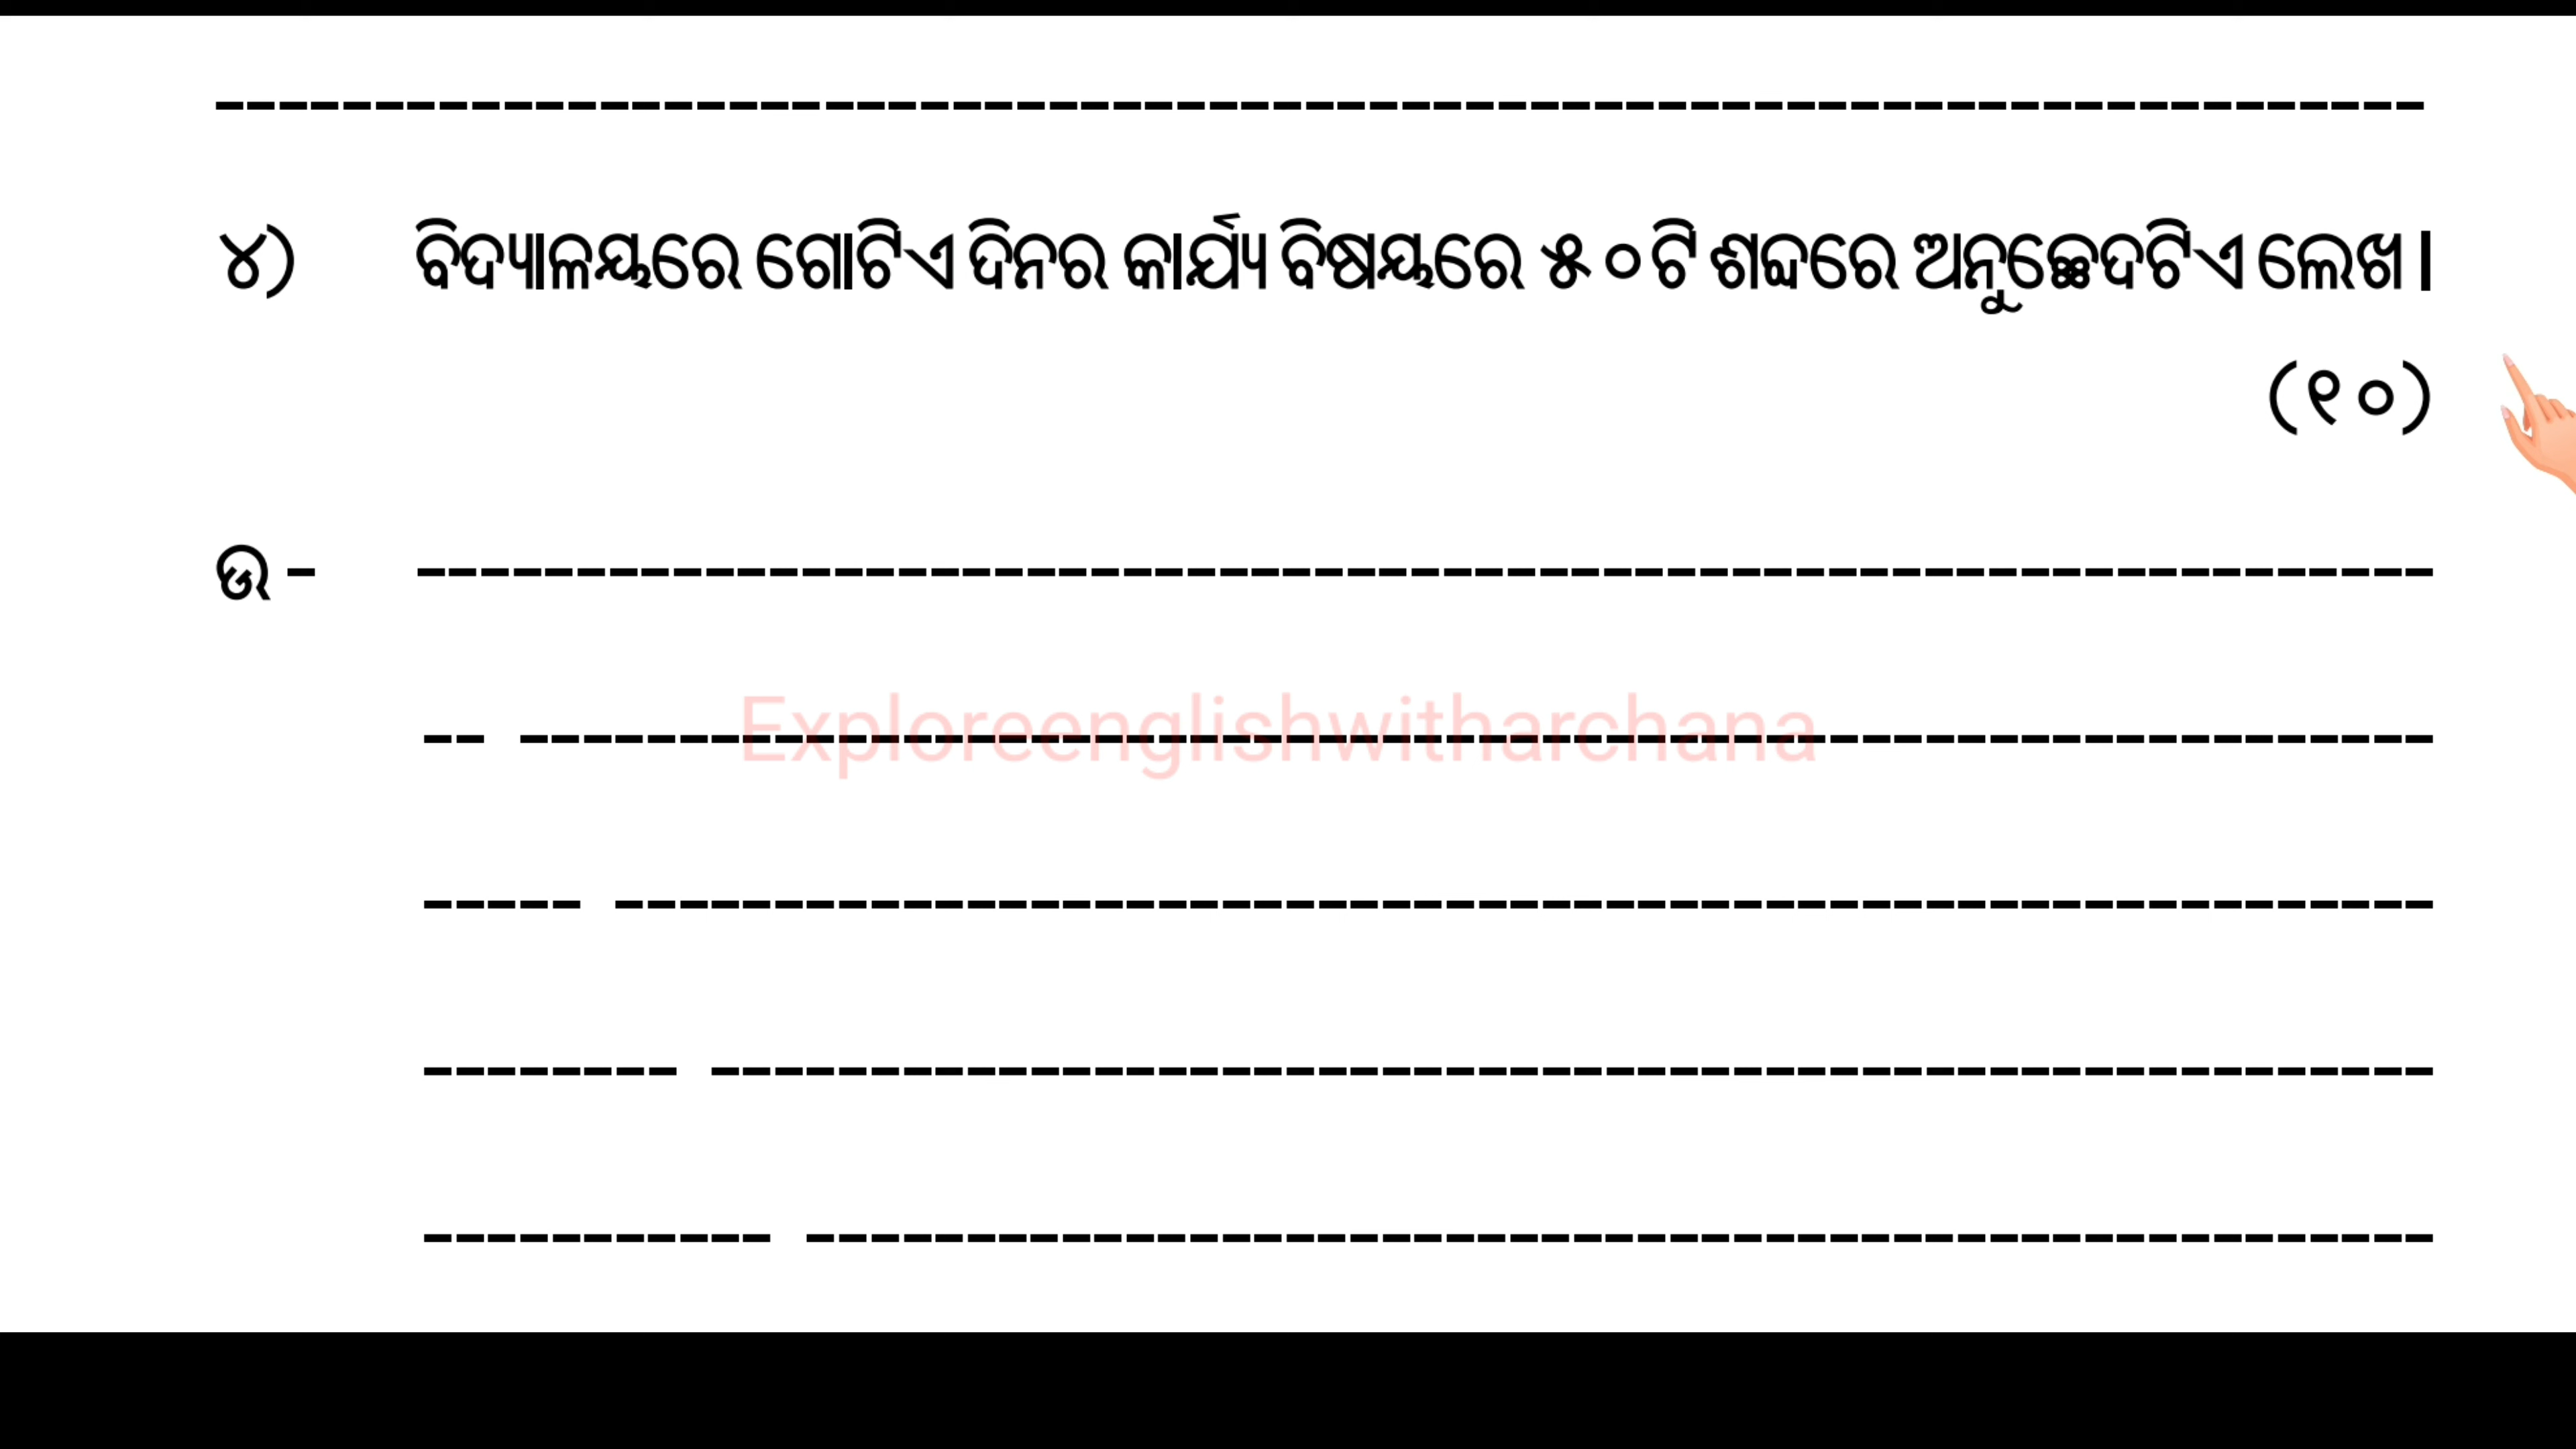 --------------------------------------------------------------------
୪) ବିଦ୍ୟାଳୟରେ ଗୋଟିଏ ଦିନର କାର୍ଯ୍ୟ ବିଷୟରେ ୫୦ଟି ଶବ୍ଦରେ ଅନୁଚ୍ଛେଦଟିଏ ଲେଖ।
(୧୦)
ଉ- ---------------------------------------------------------------
-- ------------------------------------------------------------
Exploreenglishwitharchana
----- ---------------------------------------------------------
-------- ------------------------------------------------------
----------- ---------------------------------------------------